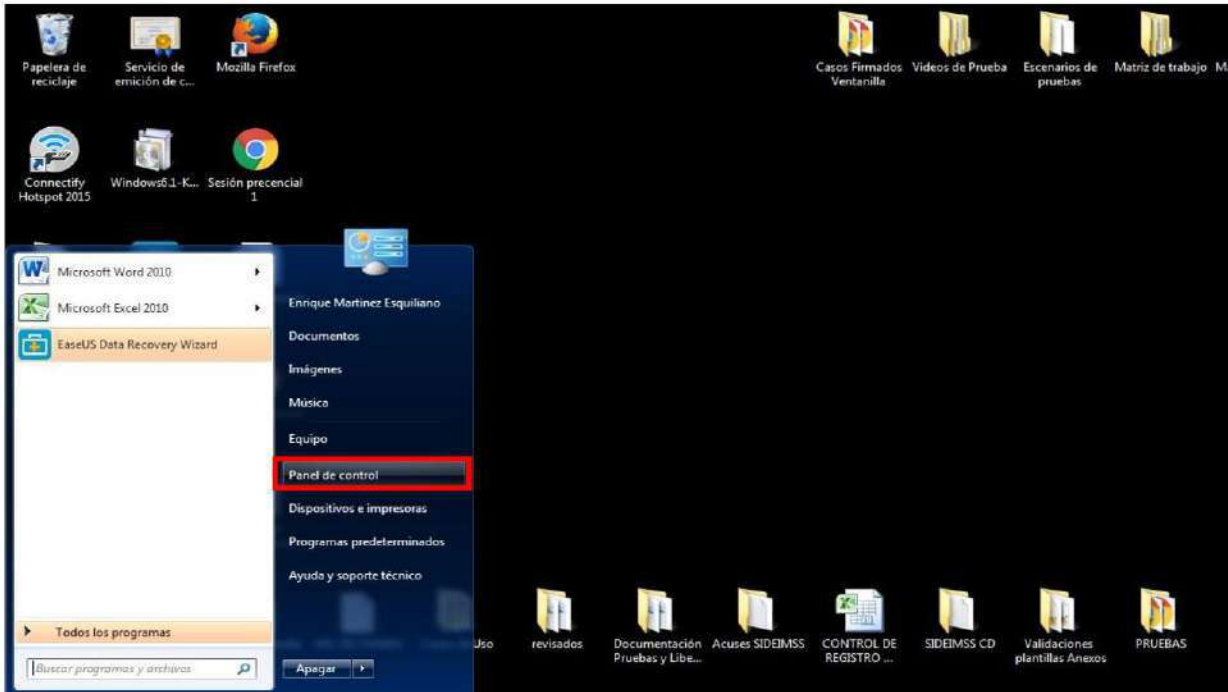 Papelera de
reciclaje
Servicio de
emición de c...
Mozilla Firefox
Casos Firmados
Ventanilla
Videos de Prueba
Escenarios de
pruebas
Matriz de trabajo
Connectify
Hotspot 2015
Windows6.1-K...
Sesión precencial
1
Microsoft Word 2010
Microsoft Excel 2010
EaseUS Data Recovery Wizard
Enrique Martinez Esquiliano
Documentos
Imágenes
Música
Equipo
Panel de control
Dispositivos e impresoras
Programas predeterminados
Ayuda y soporte técnico
Todos los programas
Buscar programas y archivos
Apagar
Uso
revisados
Documentación
Pruebas y Libe...
Acuses SIDEIMSS
CONTROL DE
REGISTRO ...
SIDEIMSS CD
Validaciones
plantillas Anexos
PRUEBAS